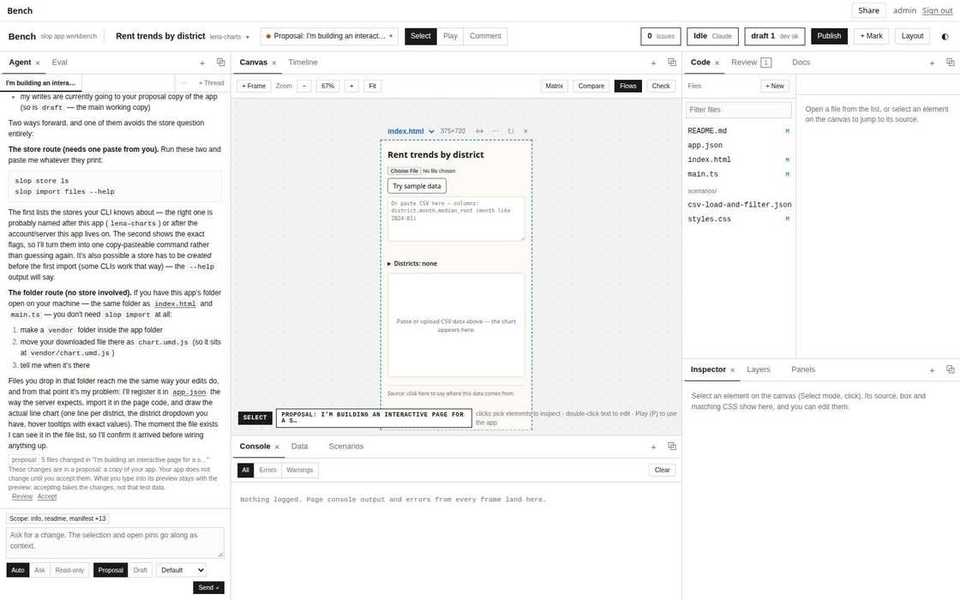 Bench
Share
admin
Sign out
Bench
slop app workbench
Rent trends by district
lens-charts
Proposal: I'm building an interact…
Select
Play
Comment
0 issues
Idle Claude
draft 1 dev ok
Publish
+ Mark
Layout
Agent
Eval
I'm building an intera…
+ Thread
my writes are currently going to your proposal copy of the app
(so is draft — the main working copy)
Two ways forward, and one of them avoids the store question
entirely:
The store route (needs one paste from you). Run these two and
paste me whatever they print:
slop store ls
slop import files --help
The first lists the stores your CLI knows about — the right one is
probably named after this app ( lens-charts ) or after the
account/server this app lives on. The second shows the exact
flags, so I'll turn them into one copy-pasteable command rather
than guessing again. It's also possible a store has to be created
before the first import (some CLIs work that way) — the --help
output will say.
The folder route (no store involved). If you have this app's folder
open on your machine — the same folder as index.html and
main.ts — you don't need slop import at all:
1. make a vendor folder inside the app folder
2. move your downloaded file there as chart.umd.js (so it sits
at vendor/chart.umd.js )
3. tell me when it's there
Files you drop in that folder reach me the same way your edits do,
and from that point it's my problem: I'll register it in app.json the
way the server expects, import it in the page code, and draw the
actual line chart (one line per district, the district dropdown you
have, hover tooltips with exact values). The moment the file exists
I can see it in the file list, so I'll confirm it arrived before wiring
anything up.
proposal 5 files changed in "I'm building an interactive page for a s…"
These changes are in a proposal: a copy of your app. Your app does not
change until you accept them. What you type into its preview stays with the
preview; accepting takes the changes, not that test data.
Review Accept
Scope: info, readme, manifest +13
Ask for a change. The selection and open pins go along as
context.
Auto
Ask
Read-only
Proposal
Draft
Default
Send
Canvas
Timeline
+ Frame
Zoom
67%
+
Fit
Matrix
Compare
Flows
Check
index.html
375×720
Rent trends by district
Choose File No file chosen
Try sample data
Or paste CSV here — columns:
district,month,median_rent (month like
2024-01)
Districts: none
Paste or upload CSV data above — the chart
appears here.
Source: click here to say where this data comes from.
SELECT
PROPOSAL: I'M BUILDING AN INTERACTIVE PAGE FOR
A S…
clicks pick elements to inspect · double-click text to edit · Play (P) to use
the app
Console
Data
Scenarios
All
Errors
Warnings
Clear
Nothing logged. Page console output and errors from every frame land here.
Code
Review 1
Docs
Files
+ New
Filter files
README.md M
app.json
index.html M
main.ts M
scenarios/
csv-load-and-filter.json
styles.css M
Open a file from the list, or select an element
on the canvas to jump to its source.
Inspector
Layers
Panels
Select an element on the canvas (Select mode, click). Its source, box and
matching CSS show here, and you can edit them.